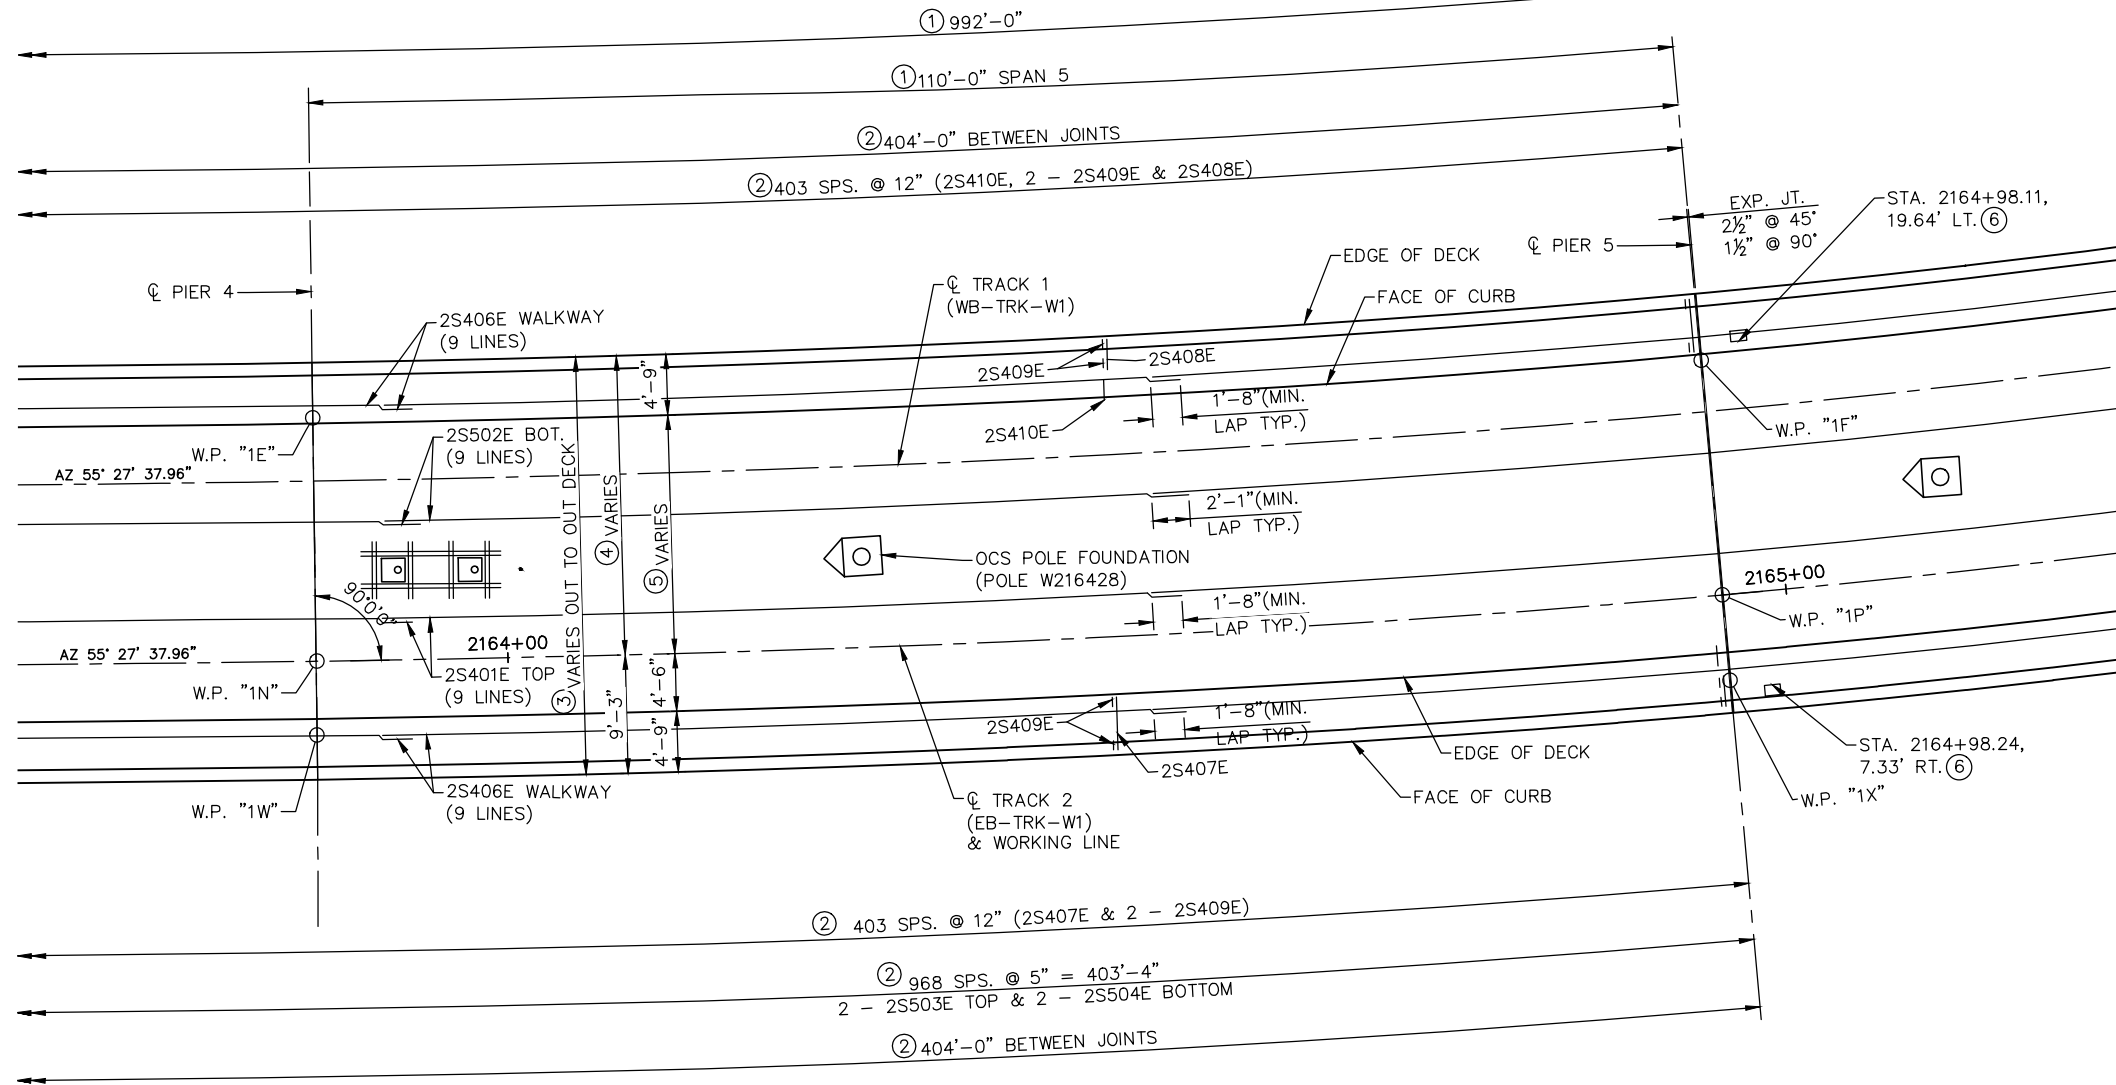 ① 992'-0"
① 110'-0" SPAN 5
② 404'-0" BETWEEN JOINTS
② 403 SPS. @ 12" (2S410E, 2 - 2S409E & 2S408E)
EXP. JT.
2½" @ 45°
1½" @ 90°
STA. 2164+98.11,
19.64' LT. ⑥
℄ PIER 5
EDGE OF DECK
FACE OF CURB
℄ TRACK 1
(WB-TRK-W1)
℄ PIER 4
2S406E WALKWAY
(9 LINES)
4'-9"
2S409E
2S408E
2S410E
1'-8"(MIN.
LAP TYP.)
W.P. "1F"
W.P. "1E"
2S502E BOT.
(9 LINES)
AZ 55° 27' 37.96"
③ VARIES OUT TO OUT DECK
④ VARIES
⑤ VARIES
2'-1"(MIN.
LAP TYP.)
OCS POLE FOUNDATION
(POLE W216428)
90°0'0"
2165+00
W.P. "1P"
1'-8"(MIN.
LAP TYP.)
2164+00
AZ 55° 27' 37.96"
2S401E TOP
(9 LINES)
W.P. "1N"
9'-3"
4'-6"
4'-9"
2S409E
2S407E
1'-8"(MIN.
LAP TYP.)
EDGE OF DECK
FACE OF CURB
STA. 2164+98.24,
7.33' RT. ⑥
W.P. "1X"
W.P. "1W"
2S406E WALKWAY
(9 LINES)
℄ TRACK 2
(EB-TRK-W1)
& WORKING LINE
② 403 SPS. @ 12" (2S407E & 2 - 2S409E)
② 968 SPS. @ 5" = 403'-4"
2 - 2S503E TOP & 2 - 2S504E BOTTOM
② 404'-0" BETWEEN JOINTS